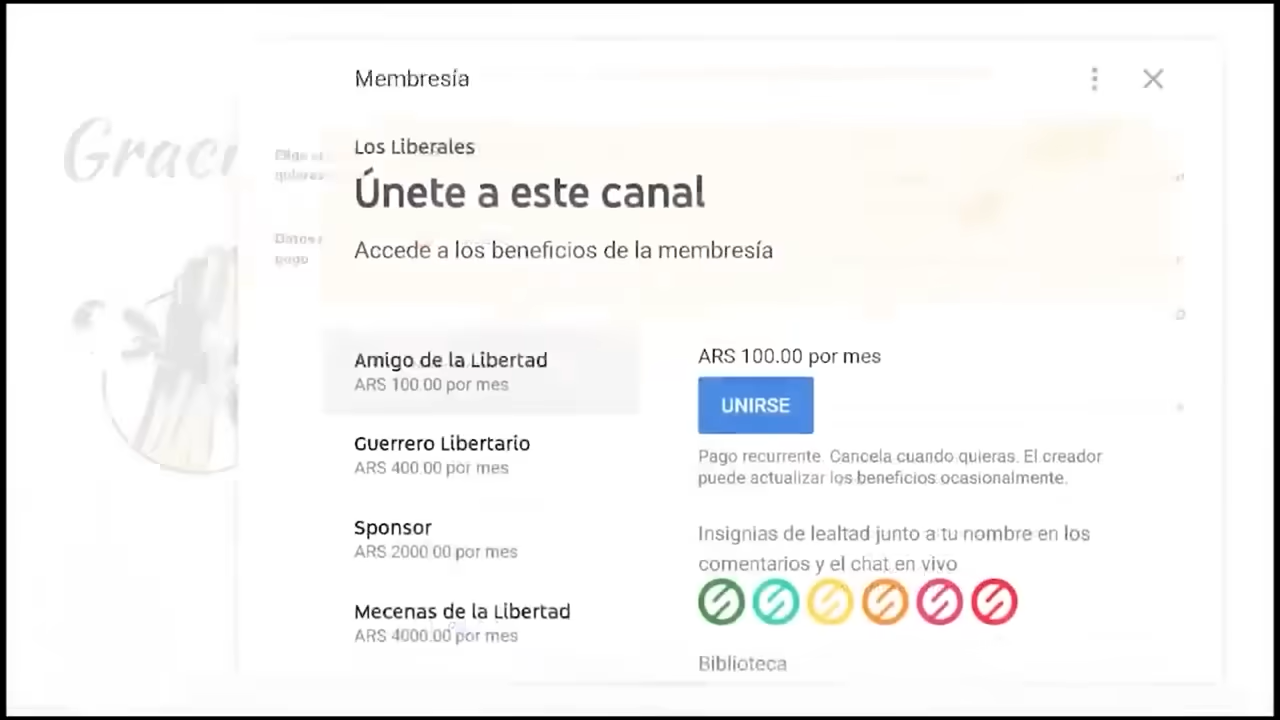 Membresía
Los Liberales
Únete a este canal
Accede a los beneficios de la membresía
Amigo de la Libertad
ARS 100.00 por mes
Guerrero Libertario
ARS 400.00 por mes
Sponsor
ARS 2000.00 por mes
Mecenas de la Libertad
ARS 4000.00 por mes
ARS 100.00 por mes
UNIRSE
Pago recurrente. Cancela cuando quieras. El creador
puede actualizar los beneficios ocasionalmente.
Insignias de lealtad junto a tu nombre en los
comentarios y el chat en vivo
Biblioteca
Graci
pago